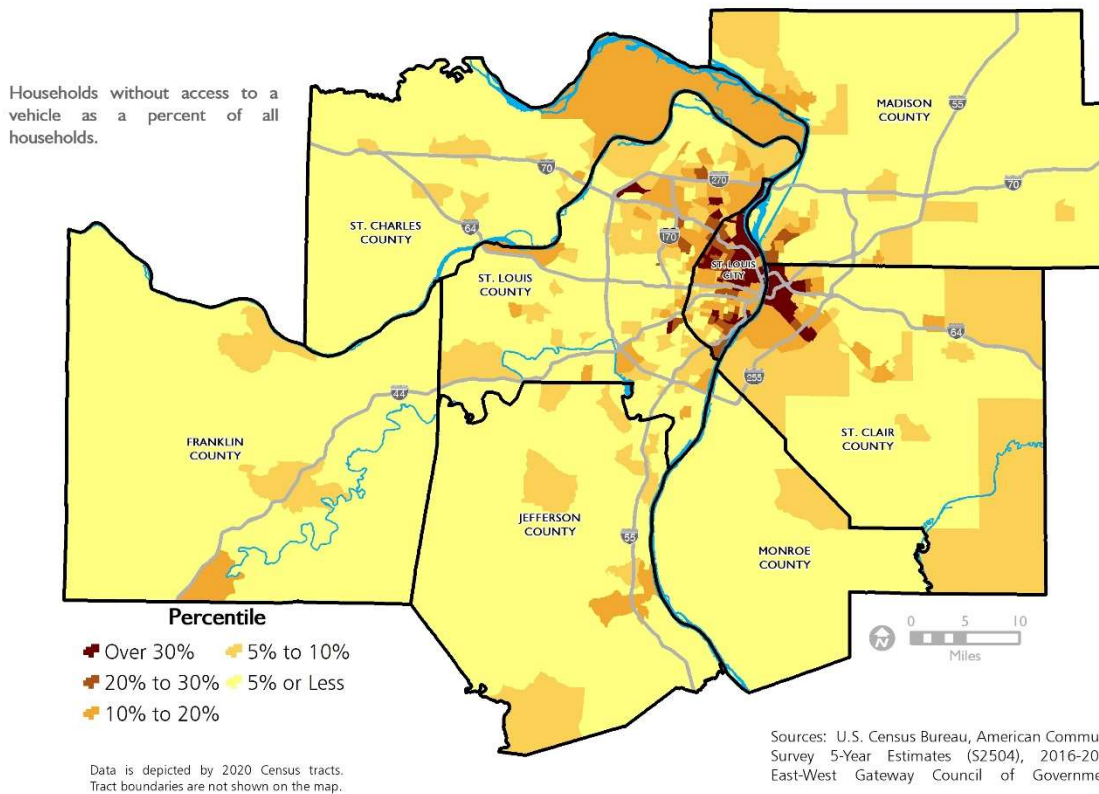 Households without access to a
vehicle as a percent of all
households.
MADISON
COUNTY
55
70
270
70
ST. CHARLES
COUNTY
64
170
ST. LOUIS
COUNTY
ST. LOUIS
CITY
64
44
255
FRANKLIN
COUNTY
ST. CLAIR
COUNTY
JEFFERSON
COUNTY
55
MONROE
COUNTY
Percentile
Over 30%
5% to 10%
20% to 30%
5% or Less
10% to 20%
N
0 5 10
Miles
Data is depicted by 2020 Census tracts.
Tract boundaries are not shown on the map.
Sources: U.S. Census Bureau, American Commu
Survey 5-Year Estimates (S2504), 2016-20
East-West Gateway Council of Governme